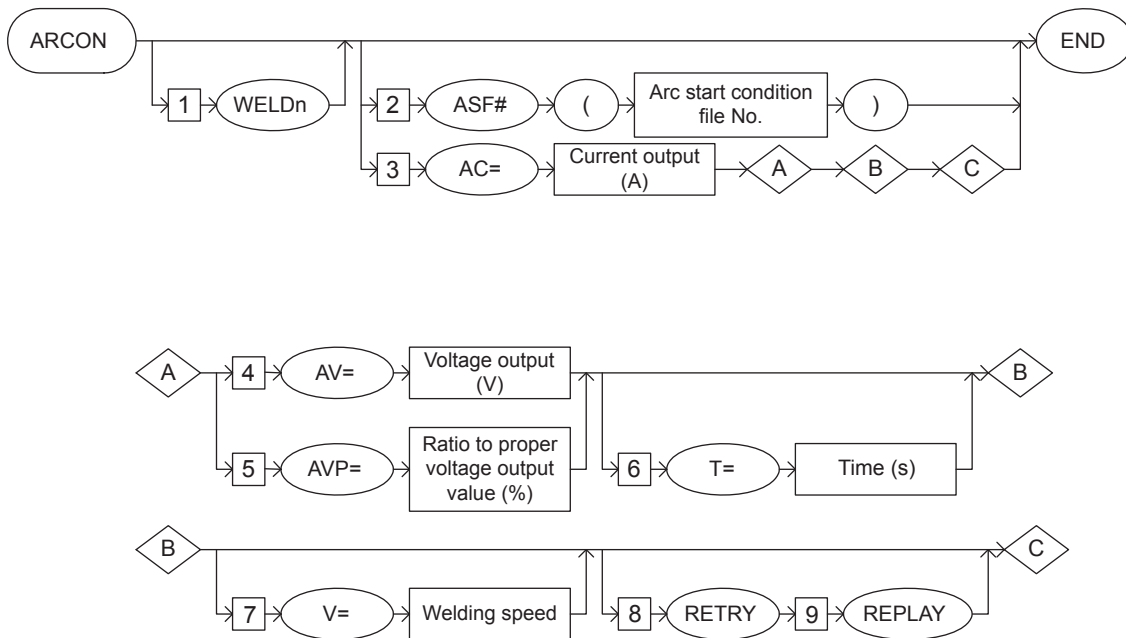 ARCON
END
1
WELDn
2
ASF#
(
Arc start condition
file No.
)
3
AC=
Current output
(A)
A
B
C
A
4
AV=
Voltage output
(V)
B
5
AVP=
Ratio to proper
voltage output
value (%)
6
T=
Time (s)
B
C
7
V=
Welding speed
8
RETRY
9
REPLAY